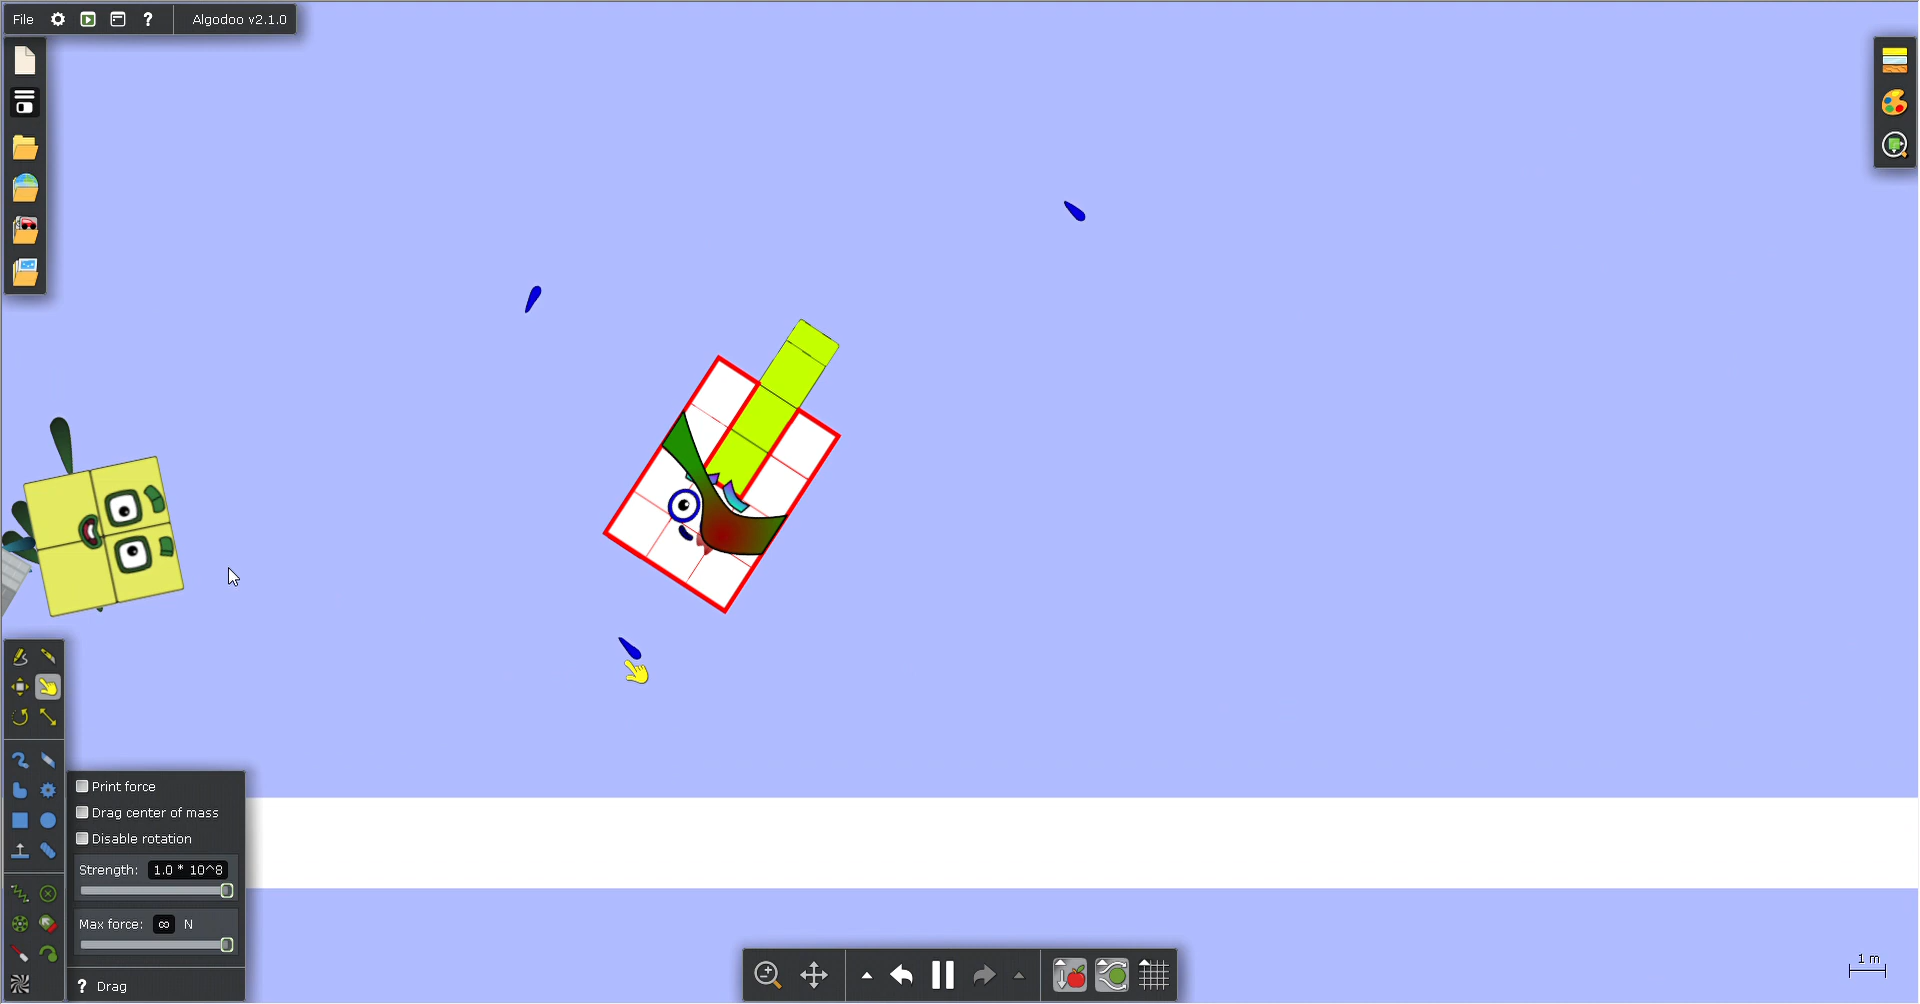 File ? Algodoo v2.1.0
Print force
Drag center of mass
Disable rotation
Strength: 1.0 * 10^8
Max force: ∞ N
? Drag
1 m